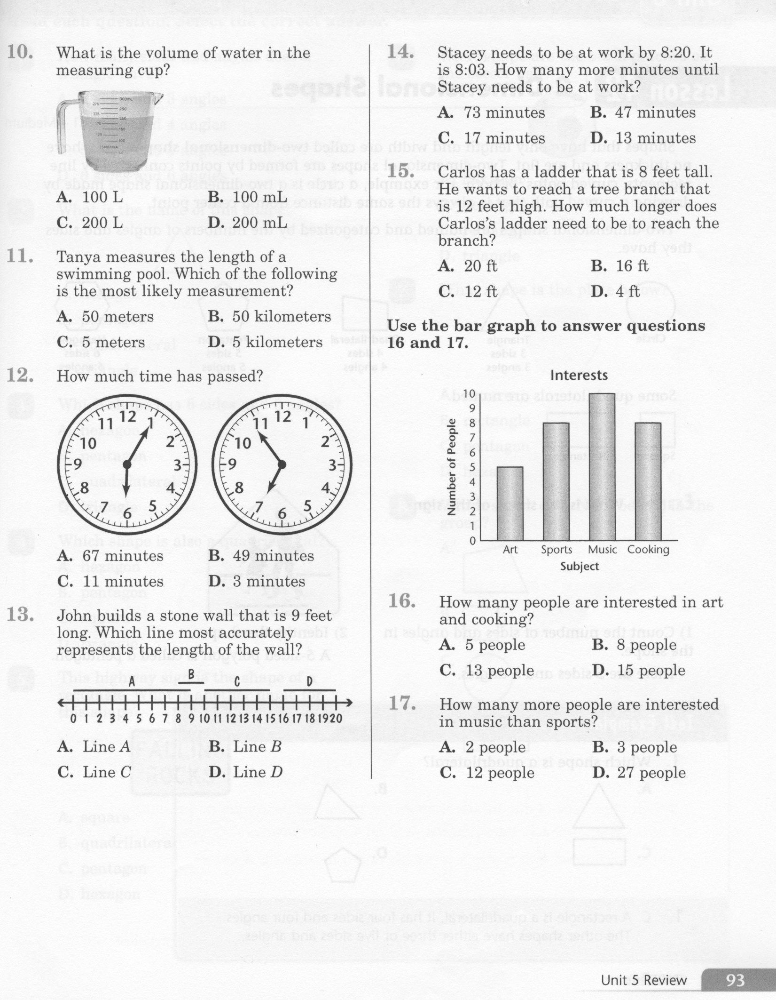 10. What is the volume of water in the
measuring cup?
300mL
275
250
225
200
175
150
125
100
75 METRIC
50
A. 100 L B. 100 mL
C. 200 L D. 200 mL
11. Tanya measures the length of a
swimming pool. Which of the following
is the most likely measurement?
A. 50 meters B. 50 kilometers
C. 5 meters D. 5 kilometers
12. How much time has passed?
12 1 2 3 4 5 6 7 8 9 10 11
12 1 2 3 4 5 6 7 8 9 10 11
A. 67 minutes B. 49 minutes
C. 11 minutes D. 3 minutes
13. John builds a stone wall that is 9 feet
long. Which line most accurately
represents the length of the wall?
A B C D
0 1 2 3 4 5 6 7 8 9 10 11 12 13 14 15 16 17 18 19 20
A. Line A B. Line B
C. Line C D. Line D
14. Stacey needs to be at work by 8:20. It
is 8:03. How many more minutes until
Stacey needs to be at work?
A. 73 minutes B. 47 minutes
C. 17 minutes D. 13 minutes
15. Carlos has a ladder that is 8 feet tall.
He wants to reach a tree branch that
is 12 feet high. How much longer does
Carlos's ladder need to be to reach the
branch?
A. 20 ft B. 16 ft
C. 12 ft D. 4 ft
Use the bar graph to answer questions
16 and 17.
Interests
Number of People
10
9
8
7
6
5
4
3
2
1
0
Art Sports Music Cooking
Subject
16. How many people are interested in art
and cooking?
A. 5 people B. 8 people
C. 13 people D. 15 people
17. How many more people are interested
in music than sports?
A. 2 people B. 3 people
C. 12 people D. 27 people
Unit 5 Review 93